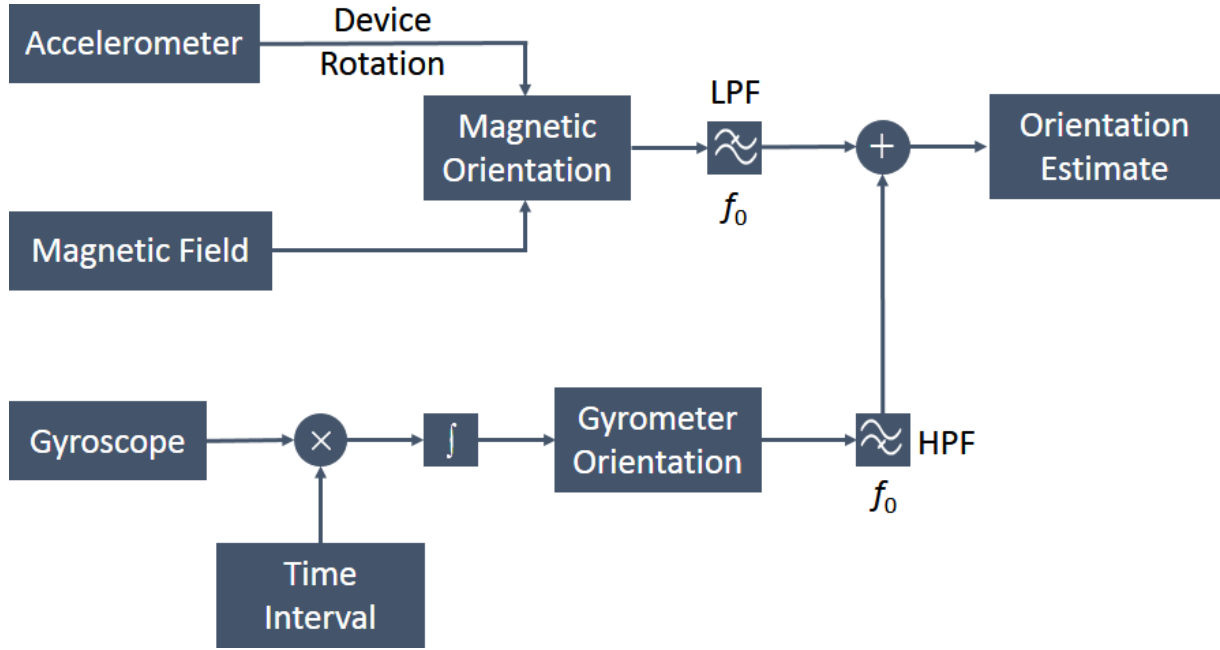 Accelerometer
Device
Rotation
Magnetic
Orientation
LPF
f₀
+
Orientation
Estimate
Magnetic Field
Gyroscope
×
∫
Gyrometer
Orientation
HPF
f₀
Time
Interval